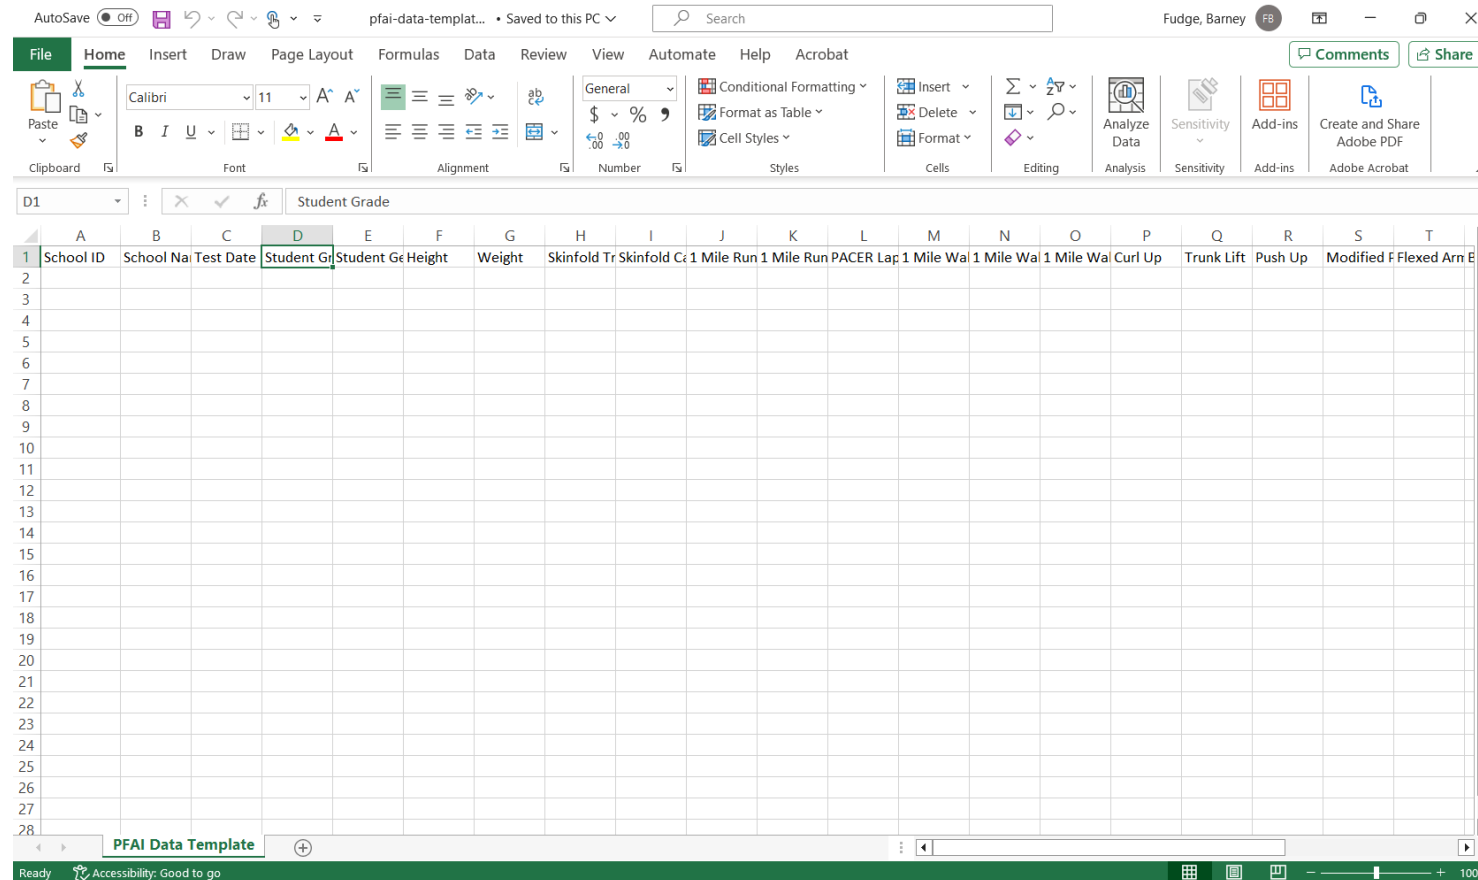 AutoSave Off pfai-data-templat... • Saved to this PC Search Fudge, Barney FB
File Home Insert Draw Page Layout Formulas Data Review View Automate Help Acrobat Comments Share
Paste Calibri 11 General Conditional Formatting Insert Analyze Data Sensitivity Add-ins Create and Share Adobe PDF
B I U A $ % Format as Table Delete
Cell Styles Format
Clipboard Font Alignment Number Styles Cells Editing Analysis Sensitivity Add-ins Adobe Acrobat
D1 fx Student Grade
A B C D E F G H I J K L M N O P Q R S T
1 School ID School Na Test Date Student Gr Student Ge Height Weight Skinfold Tr Skinfold Ca 1 Mile Run 1 Mile Run PACER Lap 1 Mile Wal 1 Mile Wal 1 Mile Wal Curl Up Trunk Lift Push Up Modified P Flexed Arm B
2
3
4
5
6
7
8
9
10
11
12
13
14
15
16
17
18
19
20
21
22
23
24
25
26
27
28
PFAI Data Template
Ready Accessibility: Good to go 100